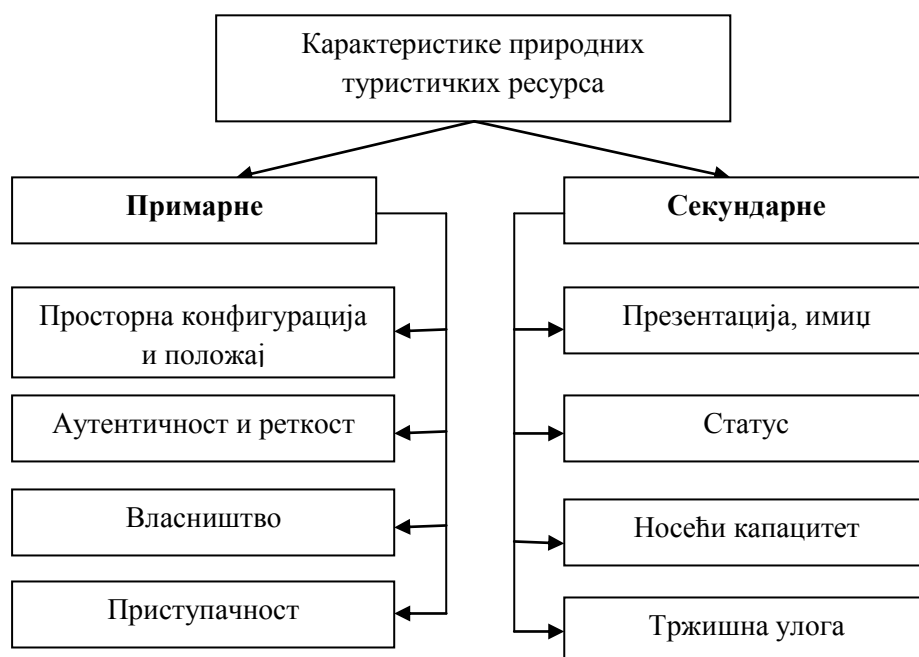 Карактеристике природних
туристичких ресурса
Примарне
Секундарне
Просторна конфигурација
и положај
Презентација, имиџ
Аутентичност и реткост
Статус
Власништво
Носећи капацитет
Приступачност
Тржишна улога